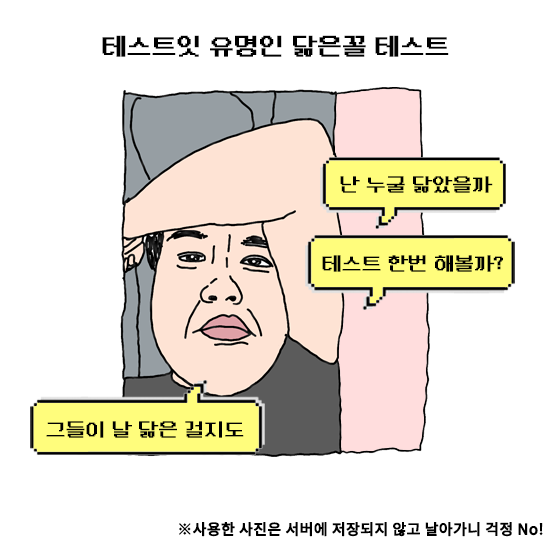 테스트잇 유명인 닮은꼴 테스트
난 누굴 닮았을까
테스트 한번 해볼까?
그들이 날 닮은 걸지도
※사용한 사진은 서버에 저장되지 않고 날아가니 걱정 No!